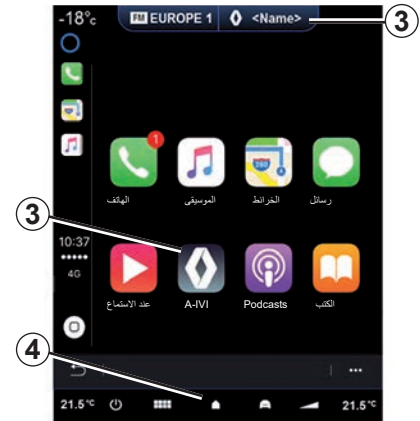 -18°c FM EUROPE 1 <Name> 3
1
280
الهاتف الموسيقى الخرائط رسائل
3
10:37
4G
عند الاستماع A-IVI Podcasts الكتب
4
21.5°c 21.5°c